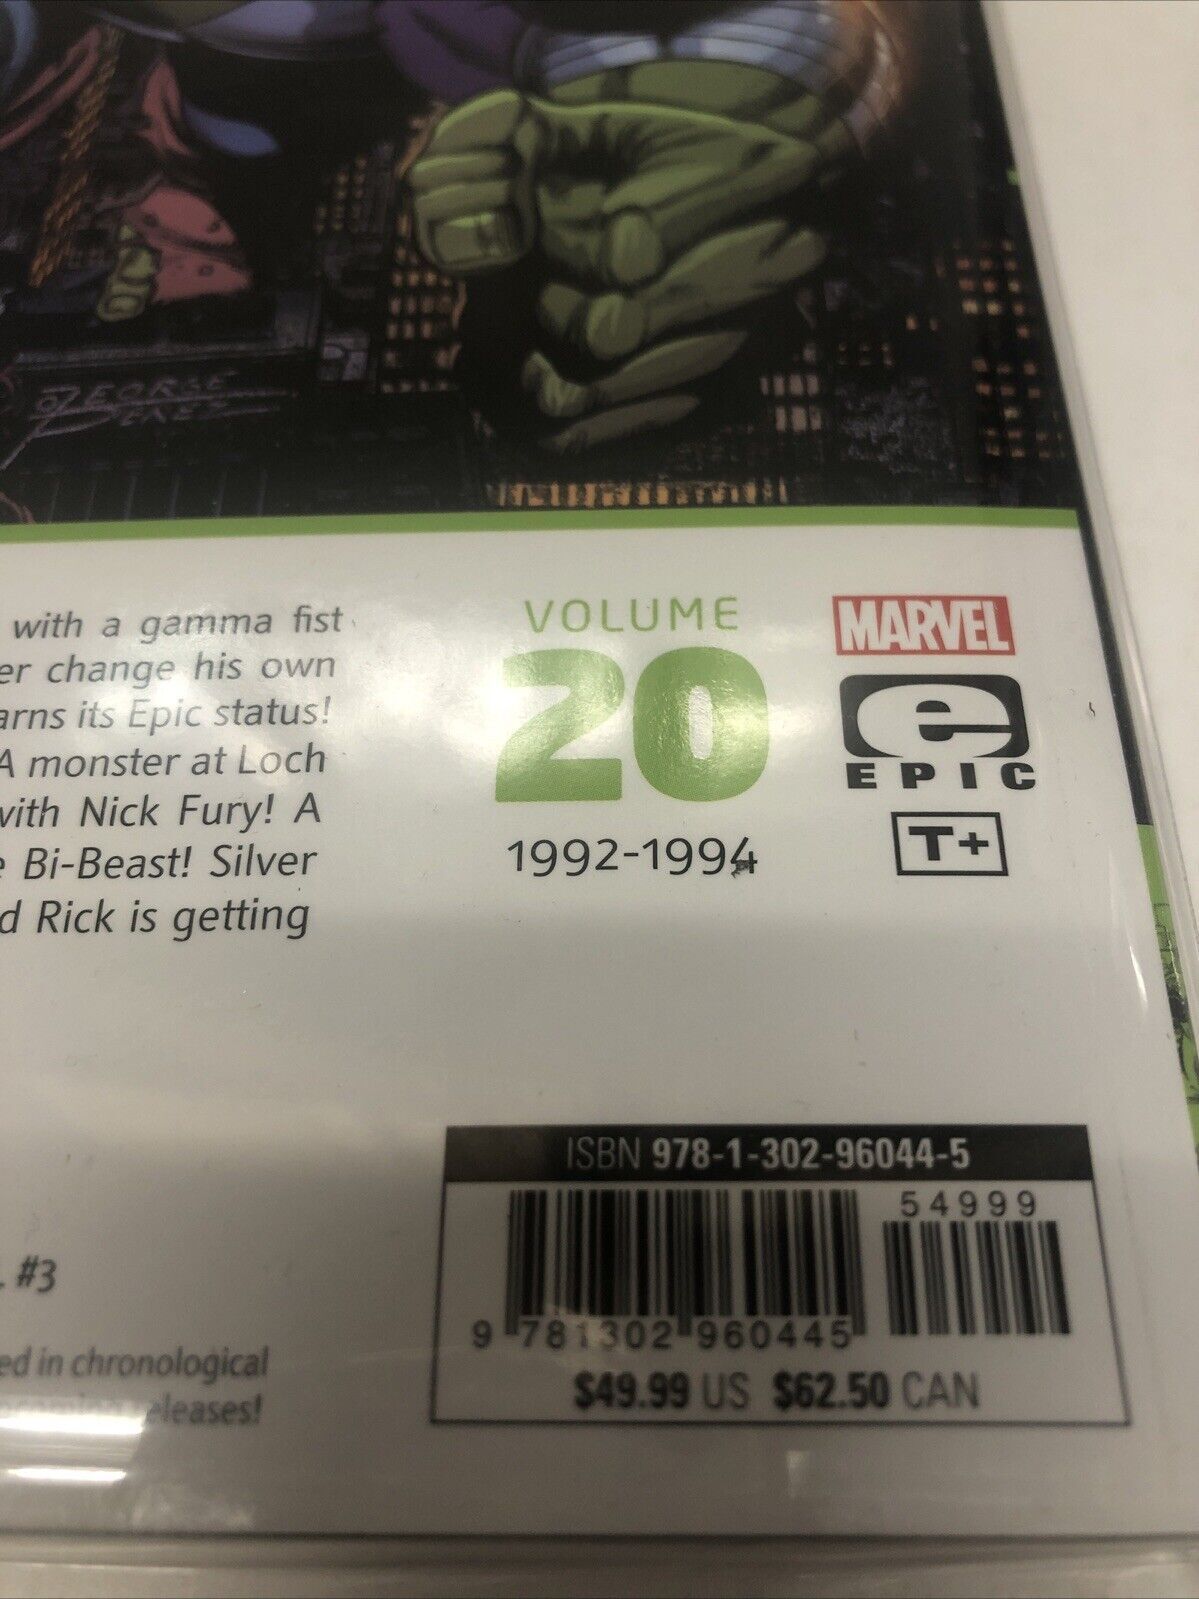 GEORGE
PEREZ
with a gamma fist
er change his own
arns its Epic status!
A monster at Loch
with Nick Fury! A
e Bi-Beast! Silver
d Rick is getting
VOLUME
20
1992-1994
MARVEL
e
EPIC
T+
#3
ed in chronological
releases!
ISBN 978-1-302-96044-5
54999
9 781302 960445
$49.99 US $62.50 CAN